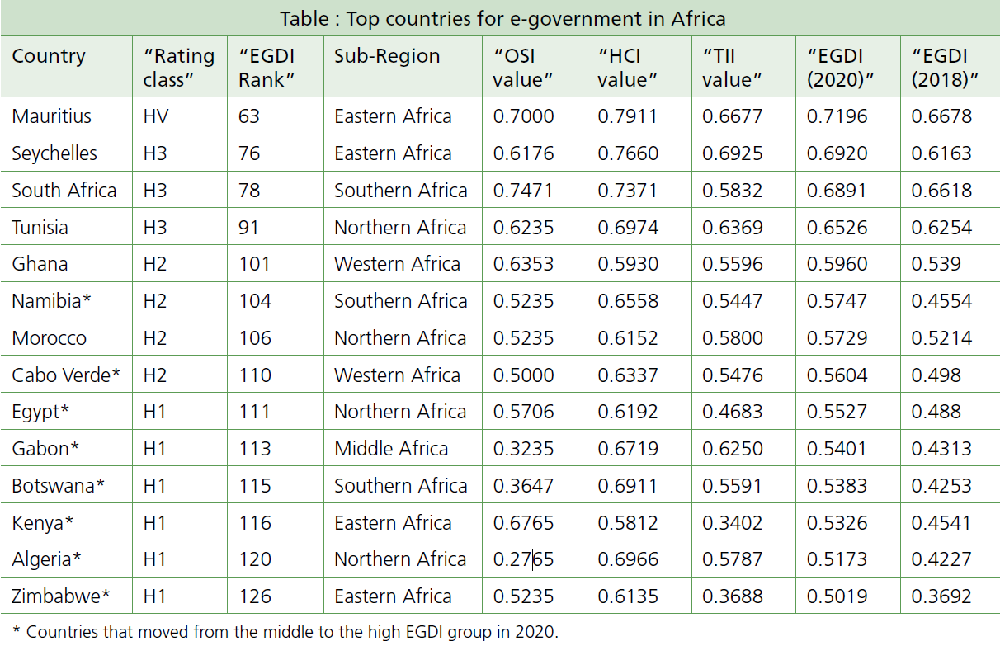 Table : Top countries for e-government in Africa
Country “Rating class” “EGDI Rank” Sub-Region “OSI value” “HCI value” “TII value” “EGDI (2020)” “EGDI (2018)”
Mauritius HV 63 Eastern Africa 0.7000 0.7911 0.6677 0.7196 0.6678
Seychelles H3 76 Eastern Africa 0.6176 0.7660 0.6925 0.6920 0.6163
South Africa H3 78 Southern Africa 0.7471 0.7371 0.5832 0.6891 0.6618
Tunisia H3 91 Northern Africa 0.6235 0.6974 0.6369 0.6526 0.6254
Ghana H2 101 Western Africa 0.6353 0.5930 0.5596 0.5960 0.539
Namibia* H2 104 Southern Africa 0.5235 0.6558 0.5447 0.5747 0.4554
Morocco H2 106 Northern Africa 0.5235 0.6152 0.5800 0.5729 0.5214
Cabo Verde* H2 110 Western Africa 0.5000 0.6337 0.5476 0.5604 0.498
Egypt* H1 111 Northern Africa 0.5706 0.6192 0.4683 0.5527 0.488
Gabon* H1 113 Middle Africa 0.3235 0.6719 0.6250 0.5401 0.4313
Botswana* H1 115 Southern Africa 0.3647 0.6911 0.5591 0.5383 0.4253
Kenya* H1 116 Eastern Africa 0.6765 0.5812 0.3402 0.5326 0.4541
Algeria* H1 120 Northern Africa 0.2765 0.6966 0.5787 0.5173 0.4227
Zimbabwe* H1 126 Eastern Africa 0.5235 0.6135 0.3688 0.5019 0.3692
* Countries that moved from the middle to the high EGDI group in 2020.